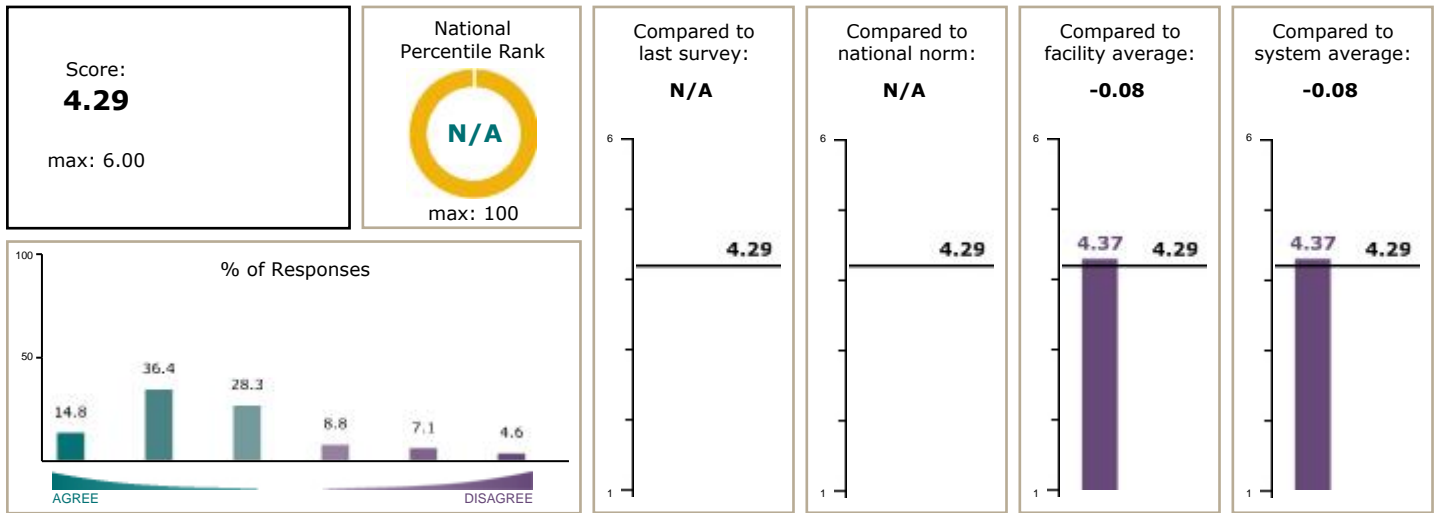 Score:
4.29
max: 6.00
National
Percentile Rank
N/A
max: 100
% of Responses
100
50
14.8
36.4
28.3
8.8
7.1
4.6
AGREE
DISAGREE
Compared to
last survey:
N/A
6
4.29
1
Compared to
national norm:
N/A
6
4.29
1
Compared to
facility average:
-0.08
6
4.37 4.29
1
Compared to
system average:
-0.08
6
4.37 4.29
1